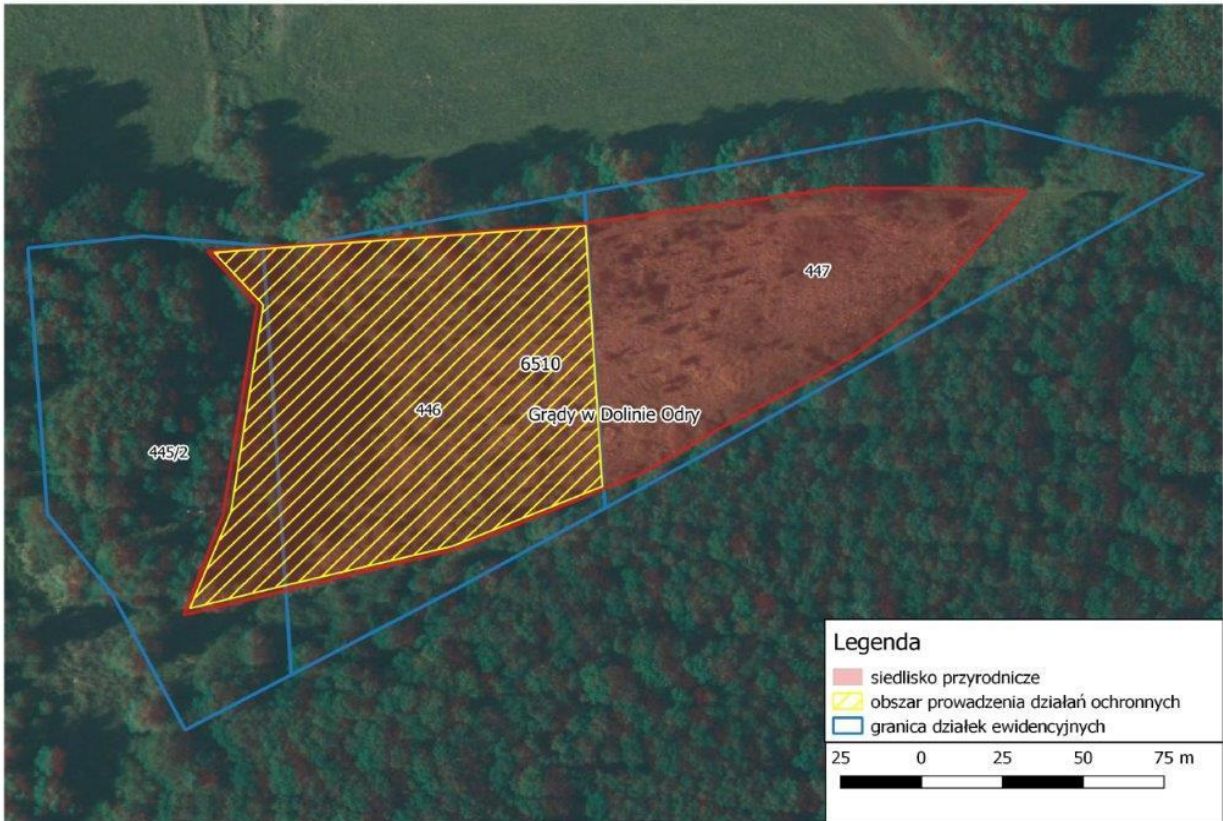 447
6510
446
Grądy w Dolinie Odry
445/2
Legenda
siedlisko przyrodnicze
obszar prowadzenia działań ochronnych
granica działek ewidencyjnych
25 0 25 50 75 m